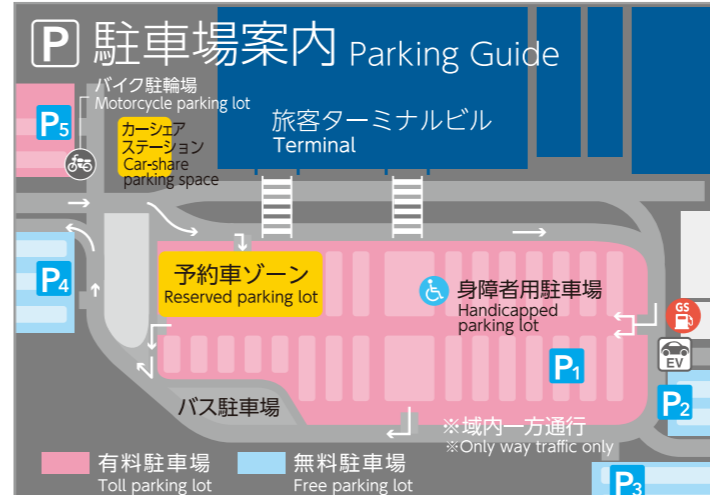 P 駐車場案内 Parking Guide
バイク駐輪場
Motorcycle parking lot
P5
カーシェア
ステーション
Car-share
parking space
旅客ターミナルビル
Terminal
P4
予約車ゾーン
Reserved parking lot
身障者用駐車場
Handicapped
parking lot
GS
EV
P1
P2
バス駐車場
※域内一方通行
※Only way traffic only
有料駐車場
Toll parking lot
無料駐車場
Free parking lot
P3